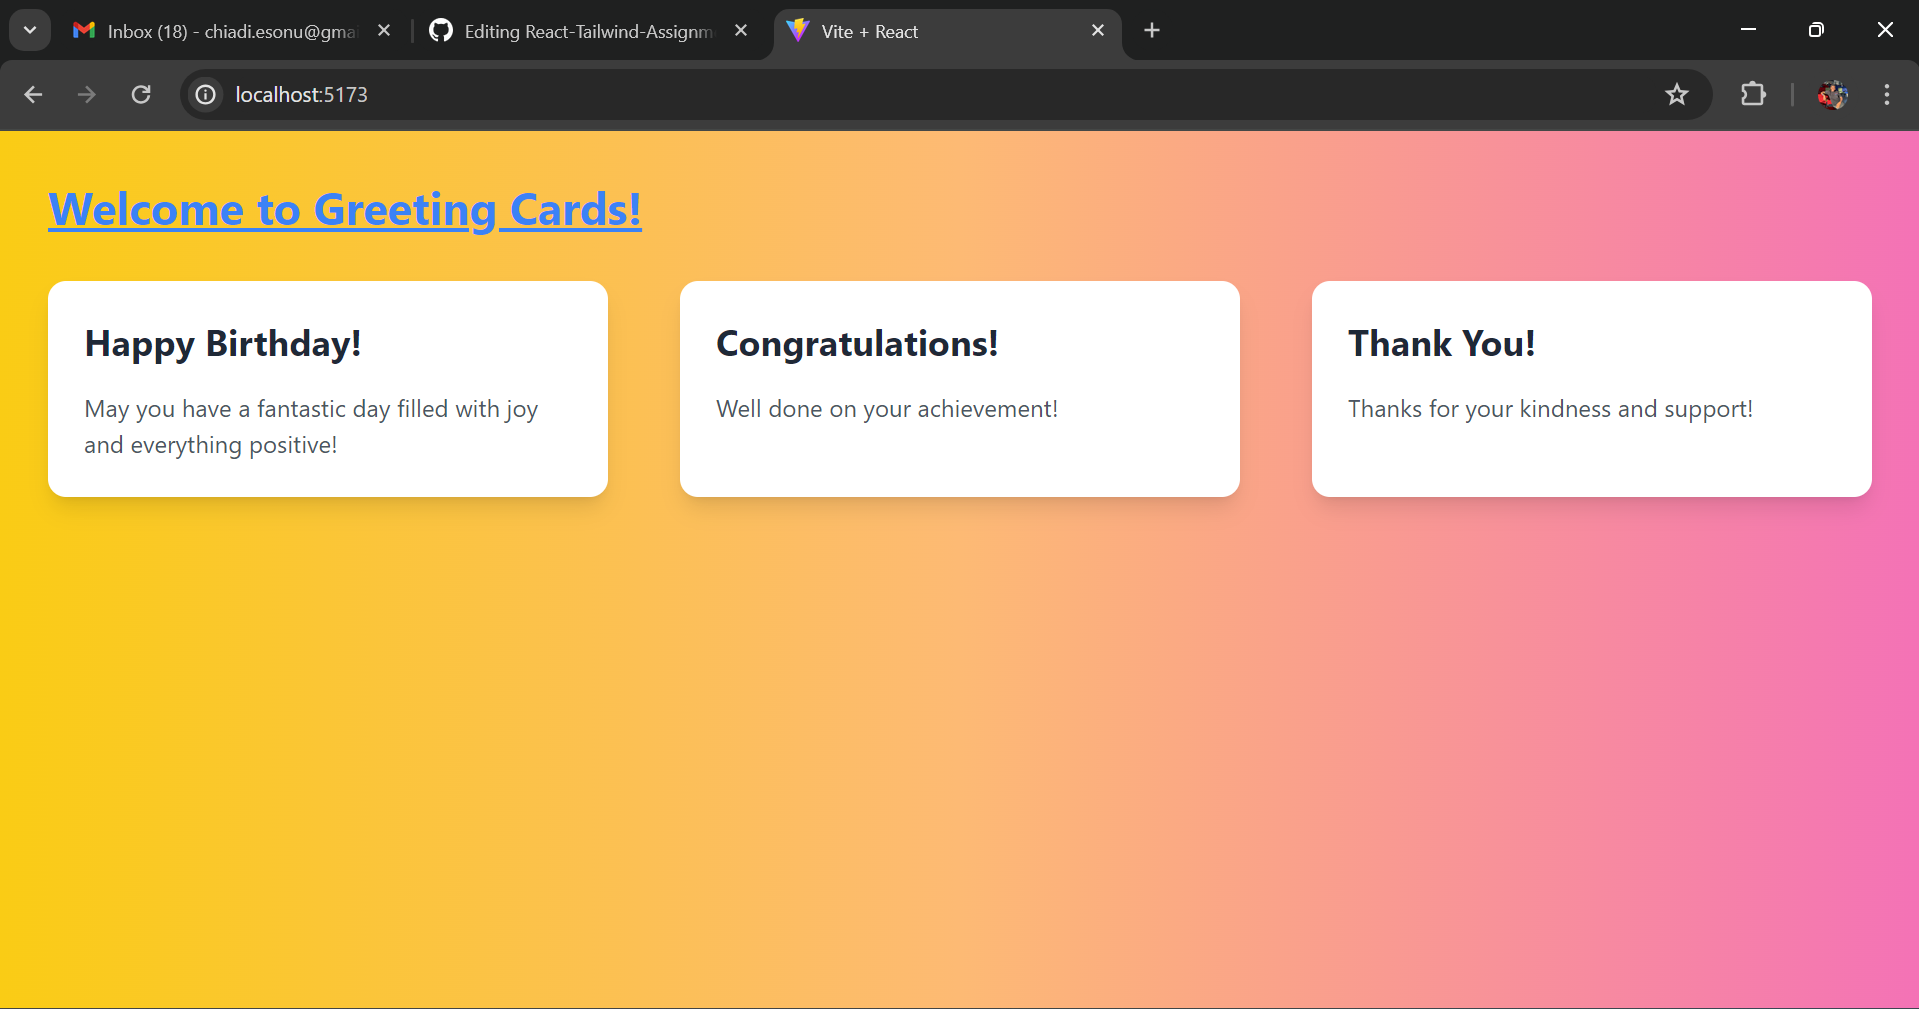 Inbox (18) - chiadi.esonu@gma
Editing React-Tailwind-Assignm
Vite + React
localhost:5173
Welcome to Greeting Cards!
Happy Birthday!
May you have a fantastic day filled with joy
and everything positive!
Congratulations!
Well done on your achievement!
Thank You!
Thanks for your kindness and support!